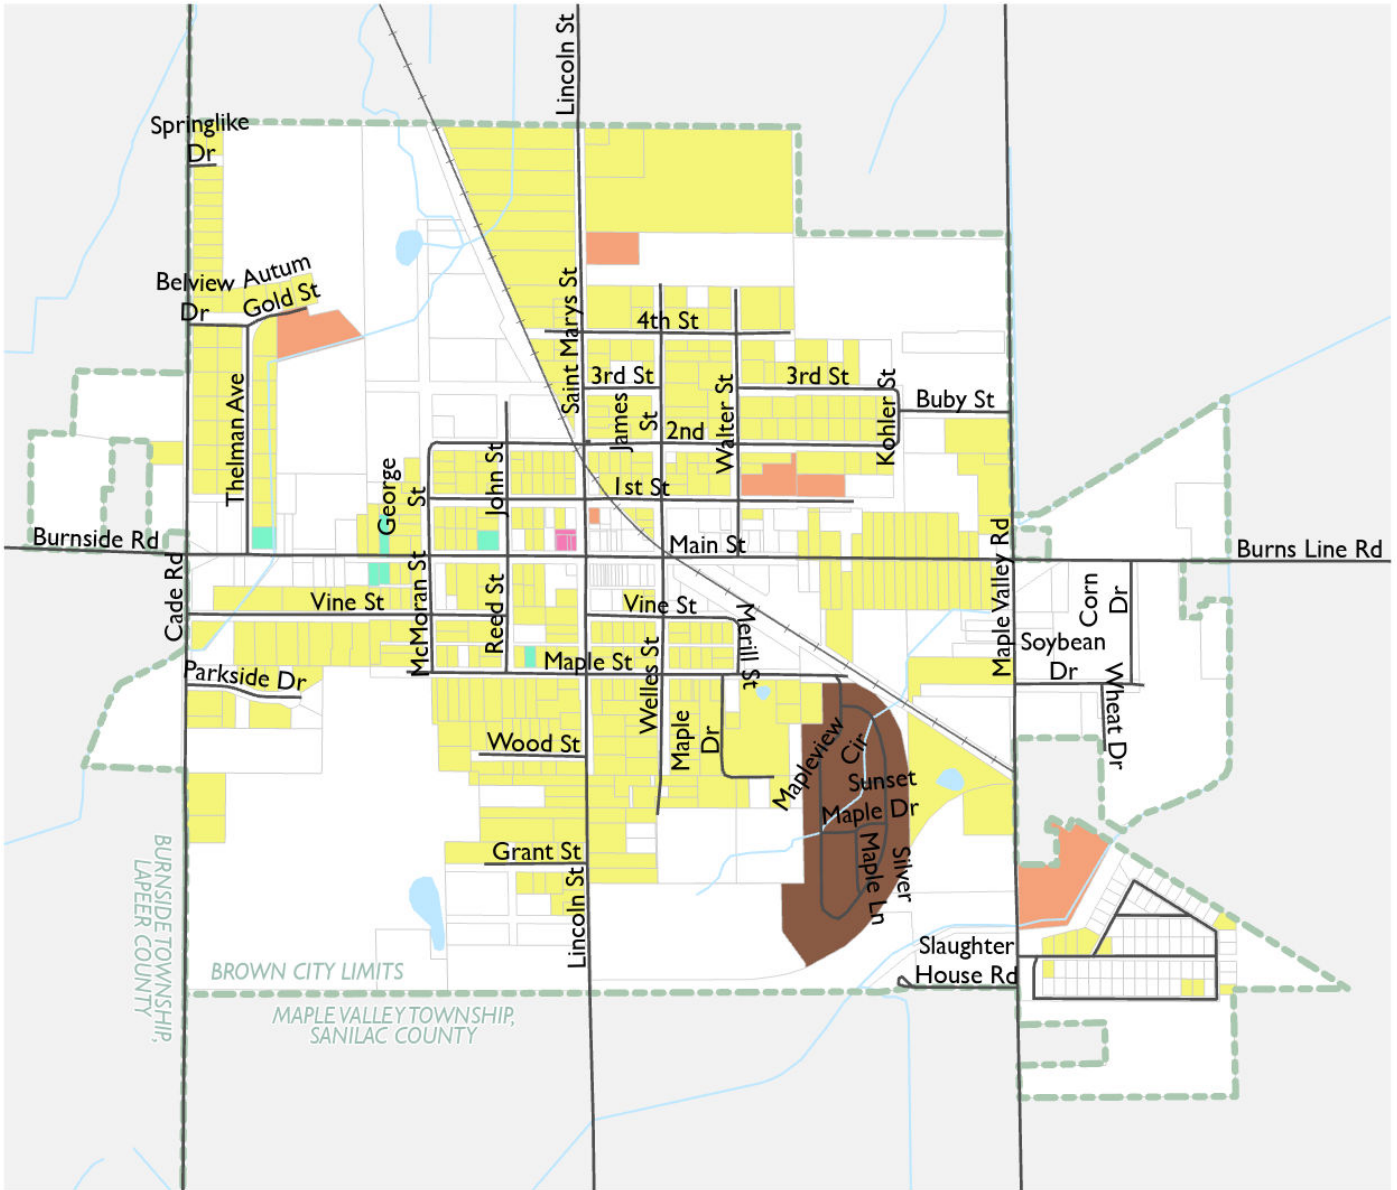 Lincoln St
Springlike
Dr
Belview
Dr
Autum
Gold St
Saint Marys St
4th St
3rd St
3rd St
Thelman Ave
James
St
Walter St
Kohler St
Buby St
2nd
George
St
John St
1st St
Burnside Rd
Main St
Burns Line Rd
Cade Rd
McMoran St
Reed St
Vine St
Vine St
Merill St
Maple Valley Rd
Corn
Dr
Soybean
Dr
Wheat Dr
Parkside Dr
Maple St
Welles St
Maple
Dr
Wood St
Mapleview
Cir
Sunset
Maple Dr
Silver
Maple Ln
Grant St
Lincoln St
Slaughter
House Rd
BURNSIDE TOWNSHIP,
LAPEER COUNTY
BROWN CITY LIMITS
MAPLE VALLEY TOWNSHIP,
SANILAC COUNTY